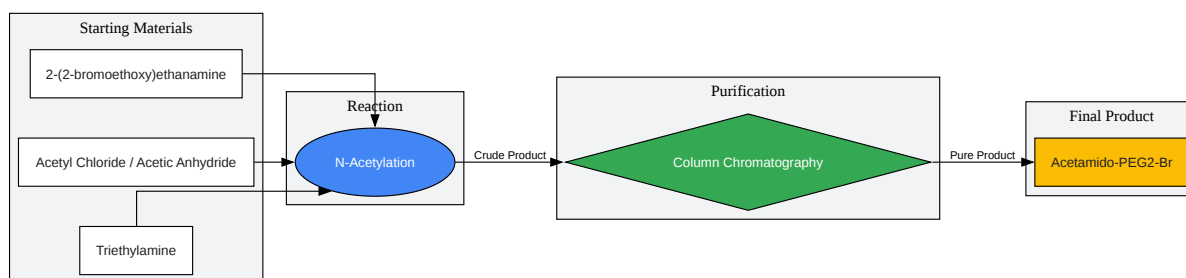 Starting Materials
2-(2-bromoethoxy)ethanamine
Acetyl Chloride / Acetic Anhydride
Triethylamine
Reaction
N-Acetylation
Crude Product
Purification
Column Chromatography
Pure Product
Final Product
Acetamido-PEG2-Br